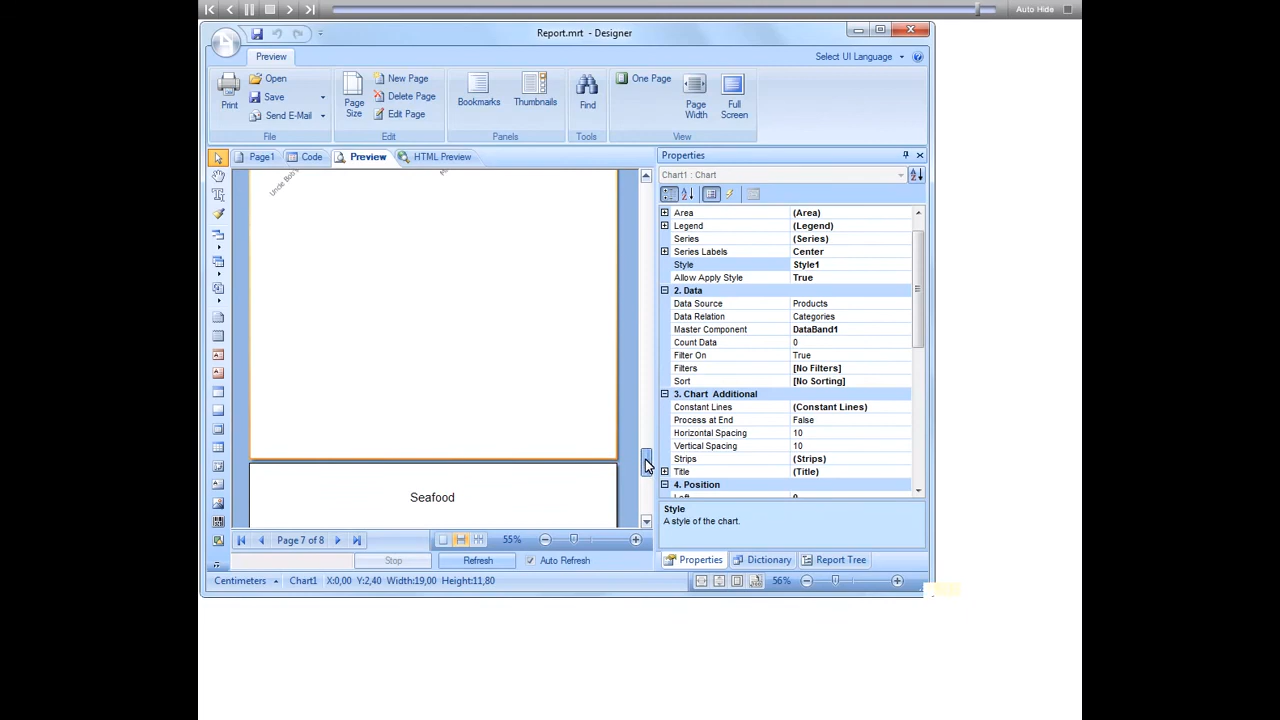 Auto Hide
Report.mrt - Designer
Preview
Select UI Language
Print
Open
Save
Send E-Mail
File
Page Size
New Page
Delete Page
Edit Page
Edit
Bookmarks
Thumbnails
Panels
Find
Tools
One Page
Page Width
Full Screen
View
Page1
Code
Preview
HTML Preview
Uncle Bob's
Seafood
Page 7 of 8
55%
Stop
Refresh
Auto Refresh
Properties
Chart1 : Chart
Area (Area)
Legend (Legend)
Series (Series)
Series Labels Center
Style Style1
Allow Apply Style True
2. Data
Data Source Products
Data Relation Categories
Master Component DataBand1
Count Data 0
Filter On True
Filters [No Filters]
Sort [No Sorting]
3. Chart Additional
Constant Lines (Constant Lines)
Process at End False
Horizontal Spacing 10
Vertical Spacing 10
Strips (Strips)
Title (Title)
4. Position
Left 0
Style
A style of the chart.
Properties
Dictionary
Report Tree
Centimeters
Chart1
X:0,00 Y:2,40 Width:19,00 Height:11,80
56%